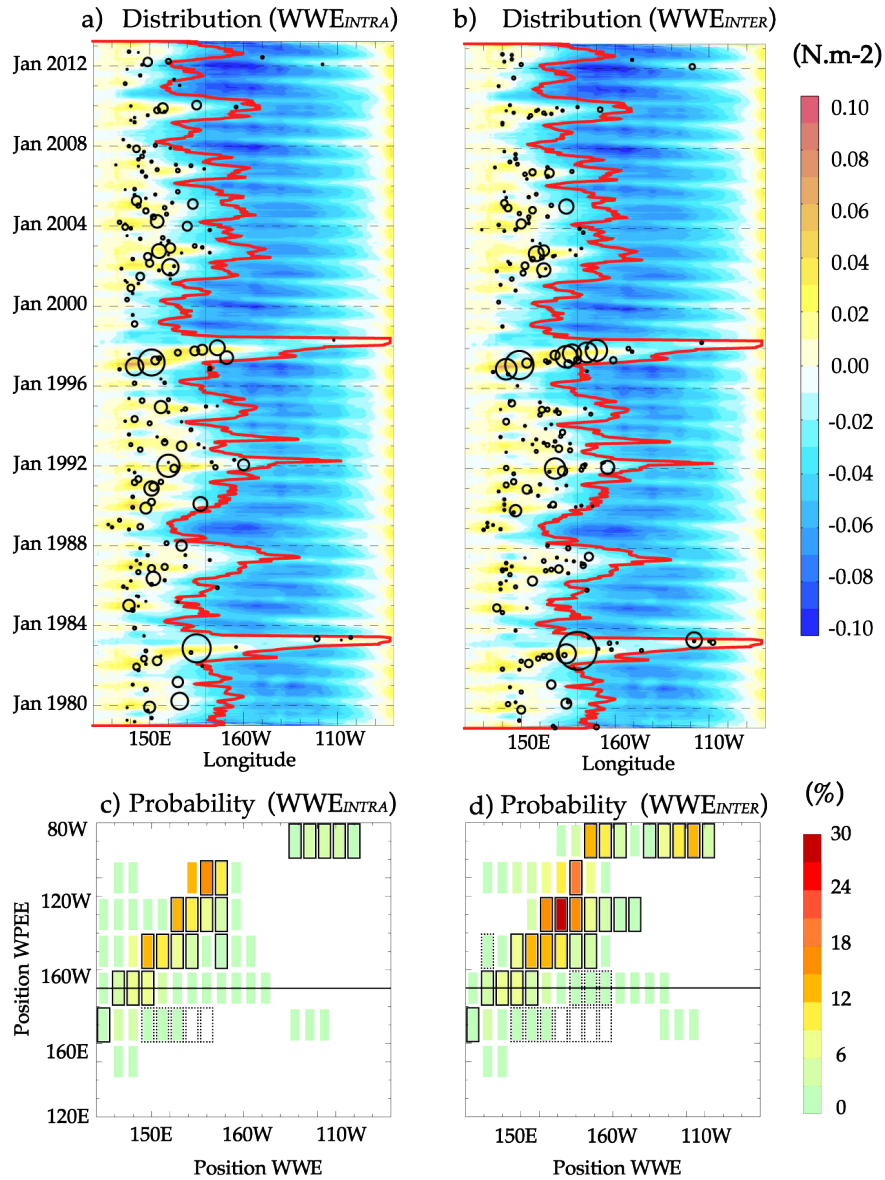 a) Distribution (WWEINTRA)
b) Distribution (WWEINTER)
(N.m-2)
Jan 2012
Jan 2008
Jan 2004
Jan 2000
Jan 1996
Jan 1992
Jan 1988
Jan 1984
Jan 1980
150E 160W 110W
Longitude
150E 160W 110W
Longitude
0.10
0.08
0.06
0.04
0.02
0.00
-0.02
-0.04
-0.06
-0.08
-0.10
c) Probability (WWEINTRA)
d) Probability (WWEINTER)
(%)
Position WPEE
80W
120W
160W
160E
120E
150E 160W 110W
Position WWE
150E 160W 110W
Position WWE
30
24
18
12
6
0